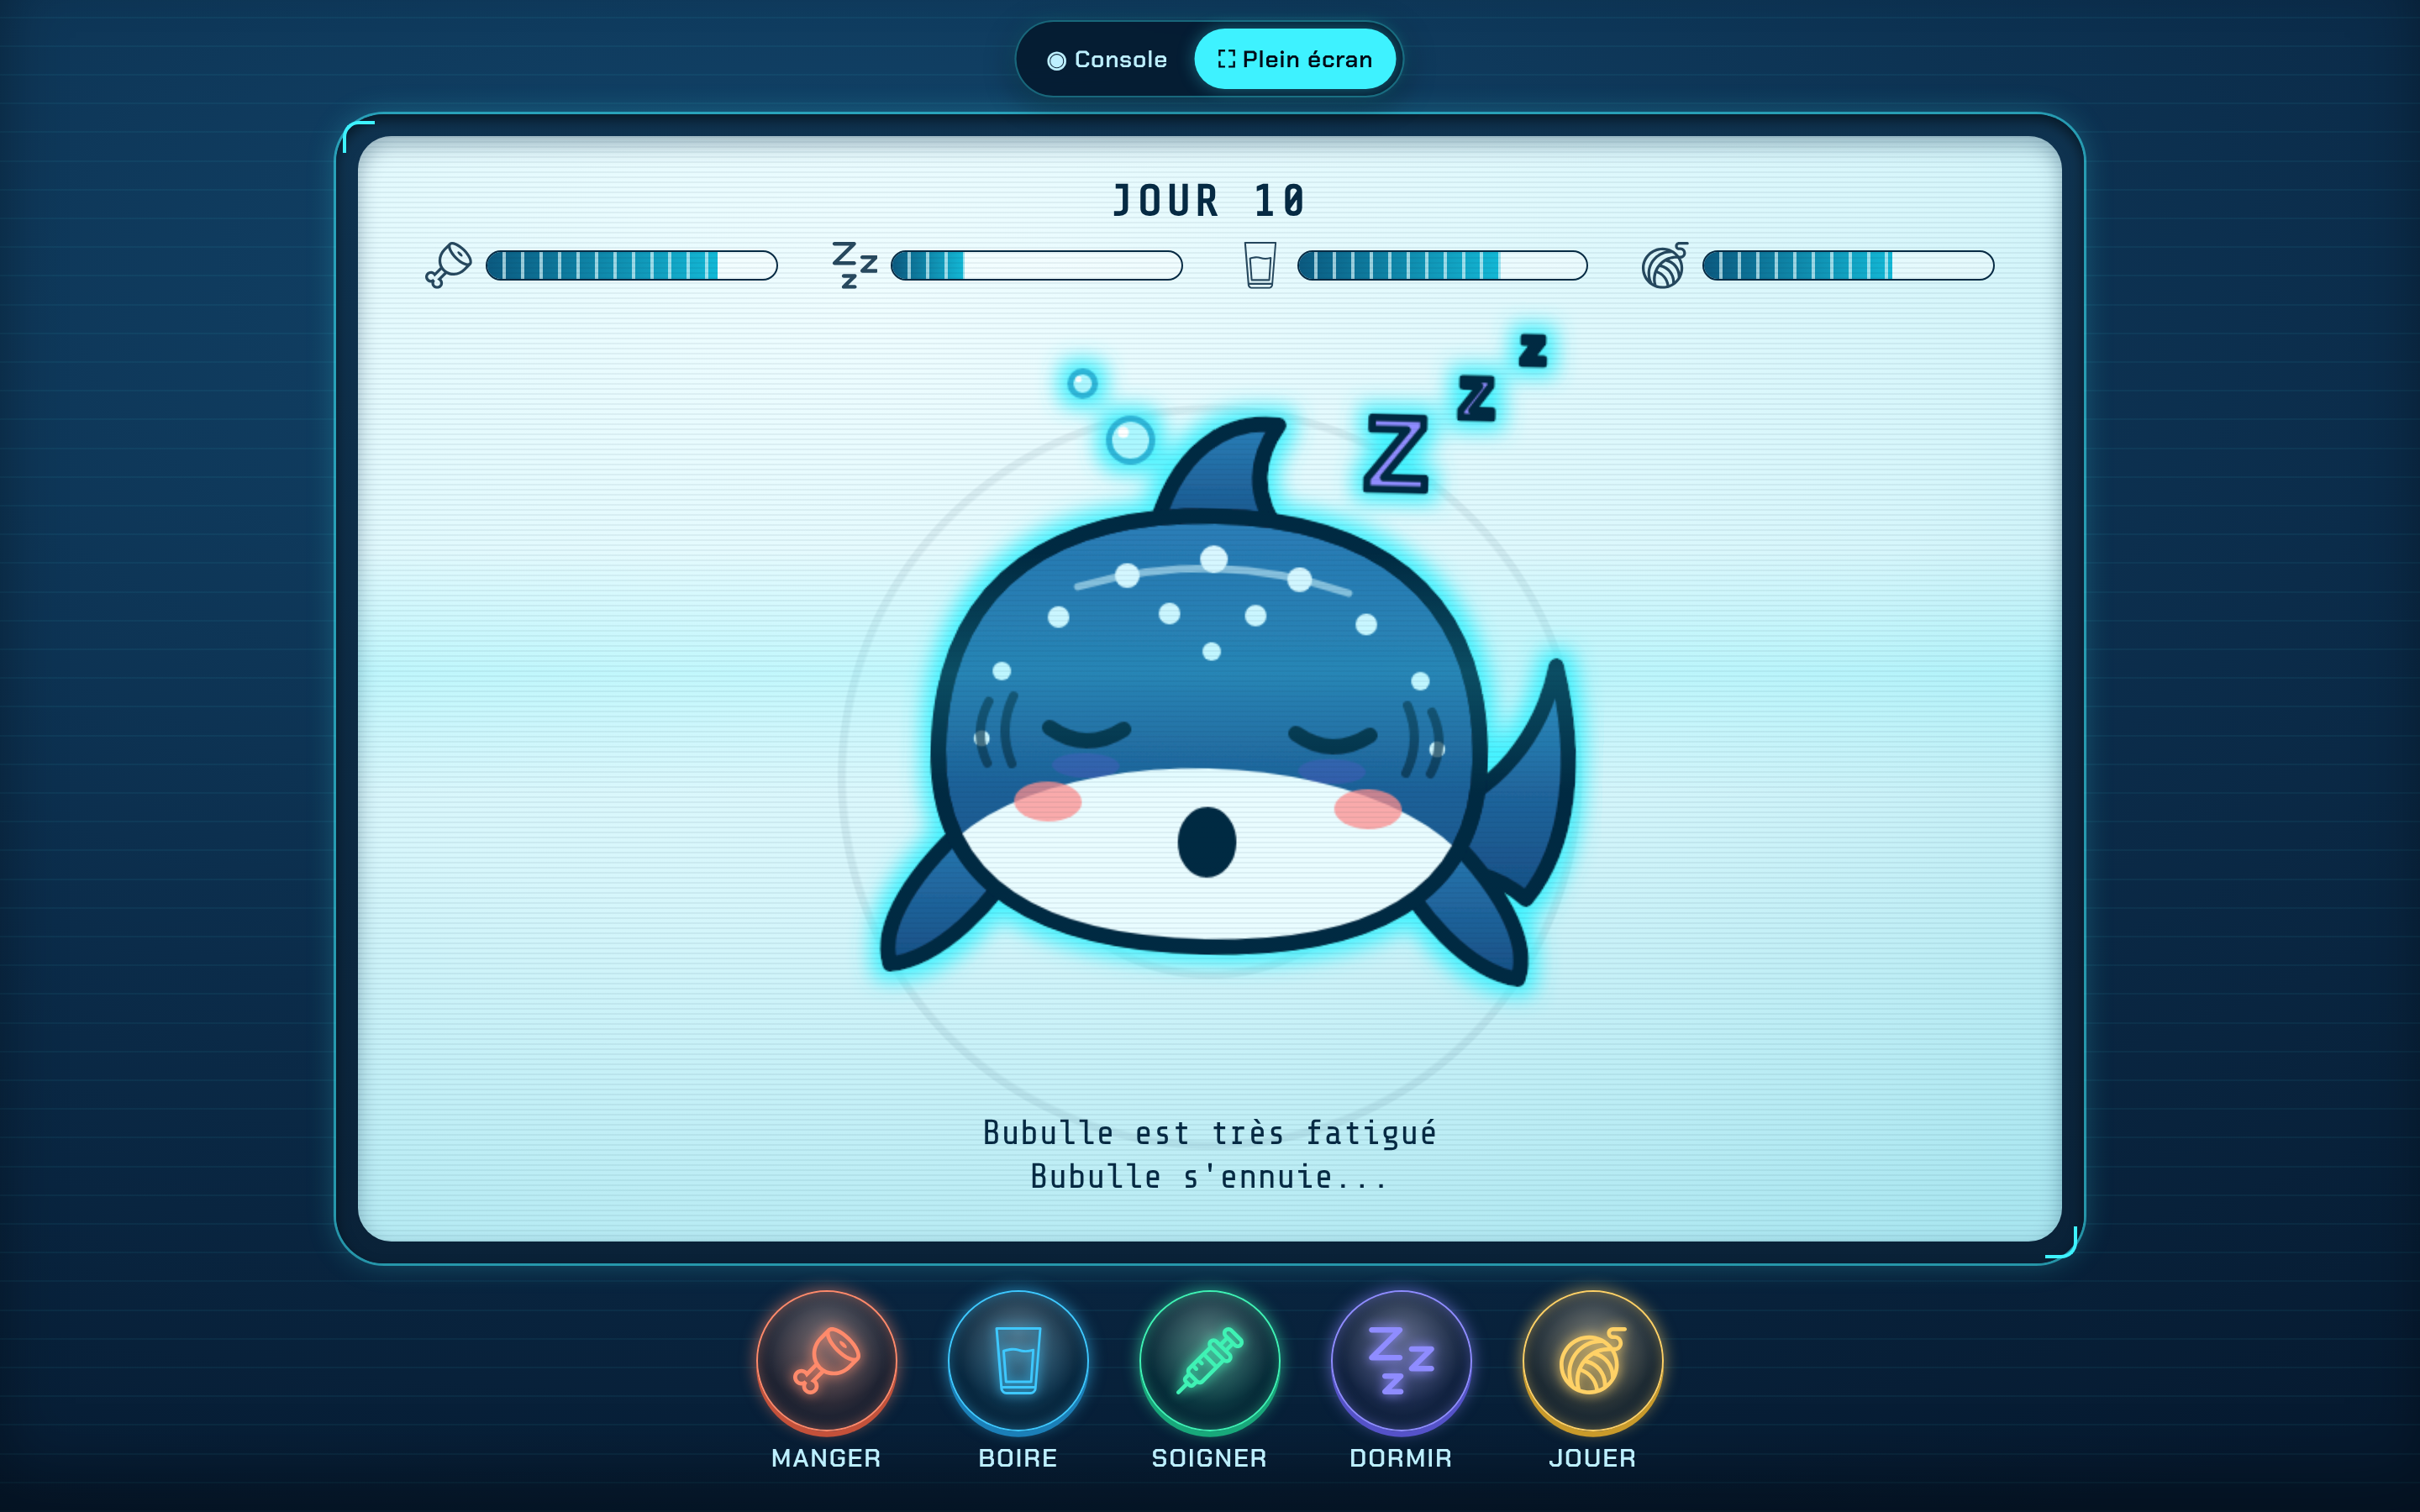 Console
Plein écran
JOUR 10
Z Z Z
Z Z Z
Bubulle est très fatigué
Bubulle s'ennuie...
Z Z Z
MANGER
BOIRE
SOIGNER
DORMIR
JOUER